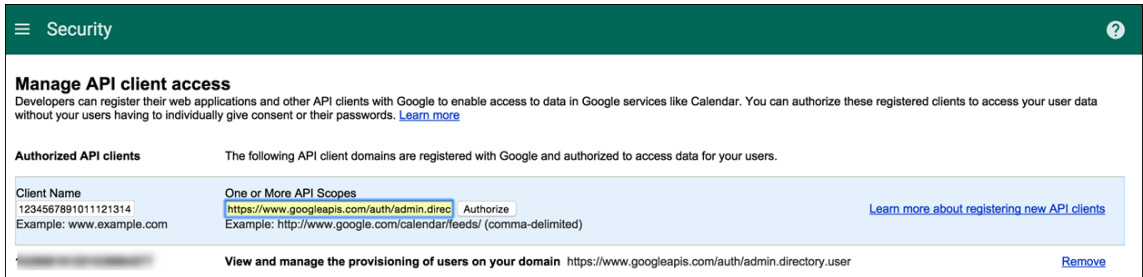 Security
Manage API client access
Developers can register their web applications and other API clients with Google to enable access to data in Google services like Calendar. You can authorize these registered clients to access your user data
without your users having to individually give consent or their passwords. Learn more
Authorized API clients The following API client domains are registered with Google and authorized to access data for your users.
Client Name One or More API Scopes
1234567891011121314 https://www.googleapis.com/auth/admin.direc Authorize Learn more about registering new API clients
Example: www.example.com Example: http://www.google.com/calendar/feeds/ (comma-delimited)
View and manage the provisioning of users on your domain https://www.googleapis.com/auth/admin.directory.user Remove